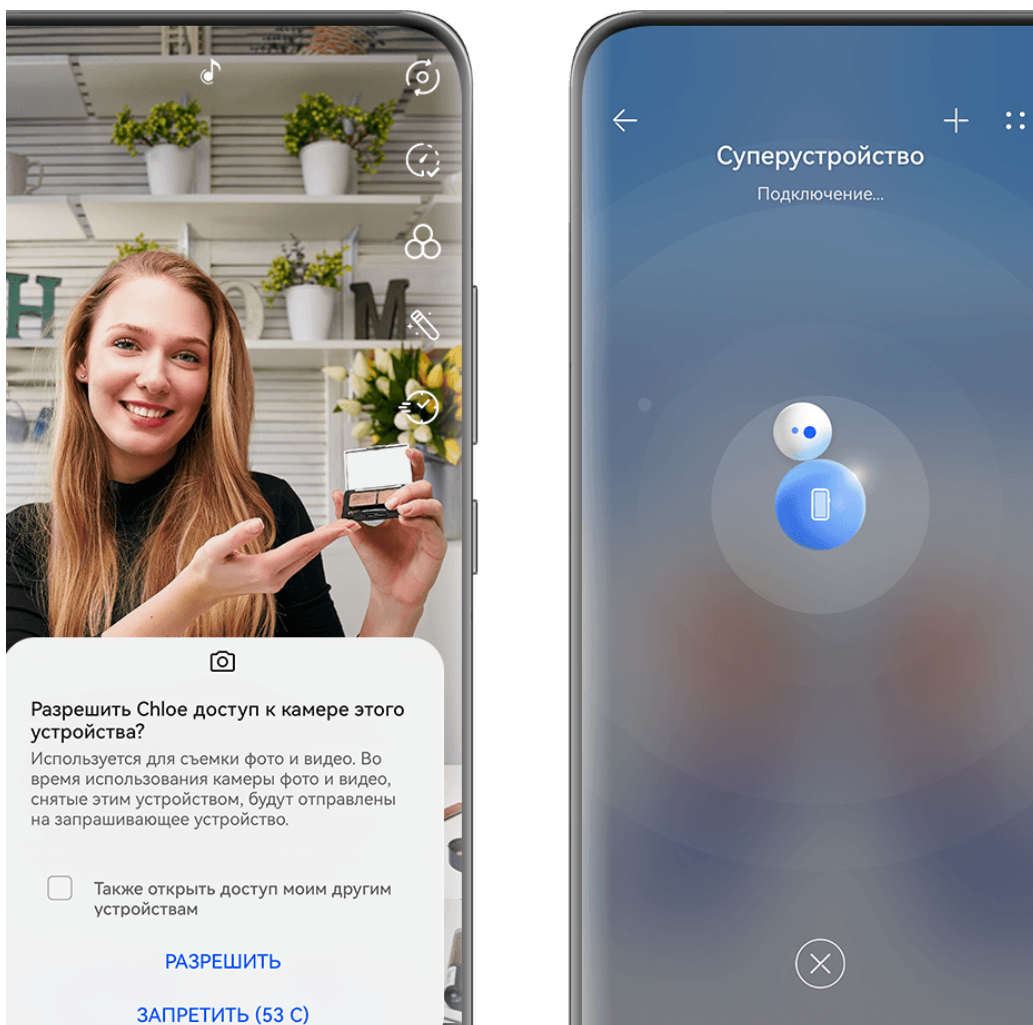 H O M
Разрешить Chloe доступ к камере этого
устройства?
Используется для съемки фото и видео. Во
время использования камеры фото и видео,
снятые этим устройством, будут отправлены
на запрашивающее устройство.
Также открыть доступ моим другим
устройствам
РАЗРЕШИТЬ
ЗАПРЕТИТЬ (53 С)
Суперустройство
Подключение...